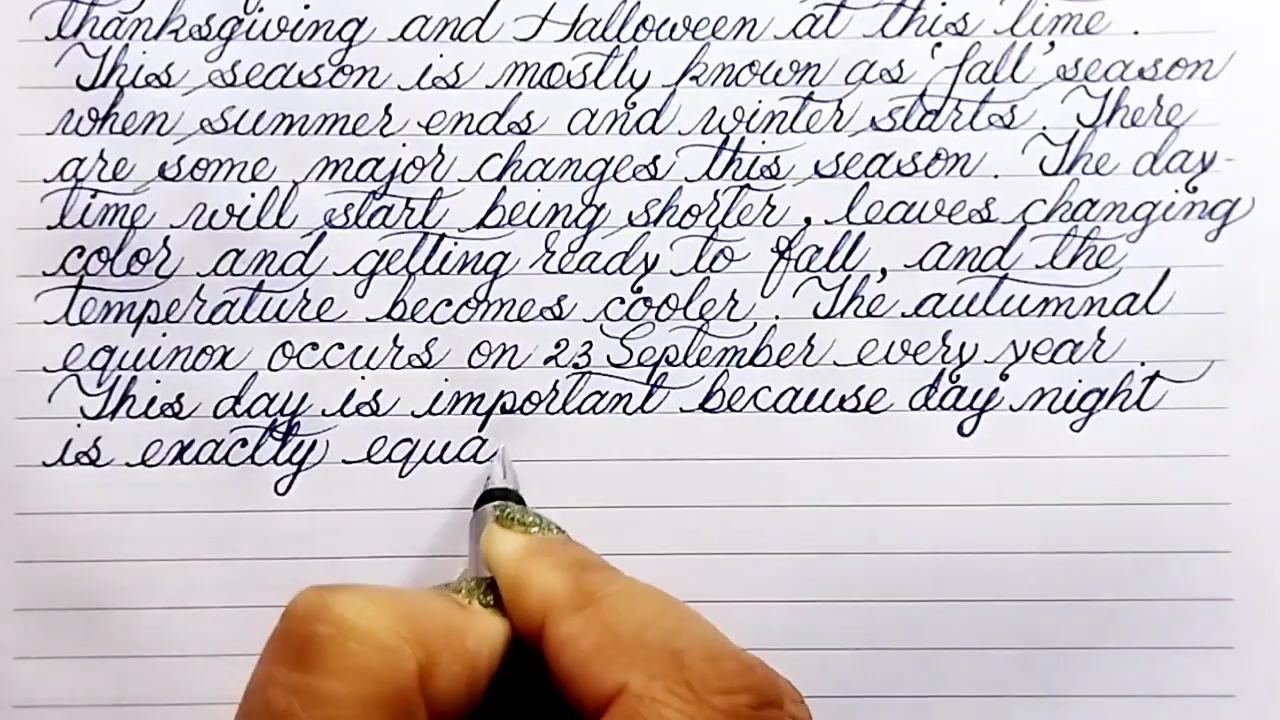 thanksgiving and Halloween at this time.
This season is mostly known as 'fall' season
when summer ends and winter starts. There
are some major changes this season. The day-
time will start being shorter, leaves changing
color and getting ready to fall, and the
temperature becomes cooler. The autumnal
equinox occurs on 23 September every year.
This day is important because day night
is exactly equa